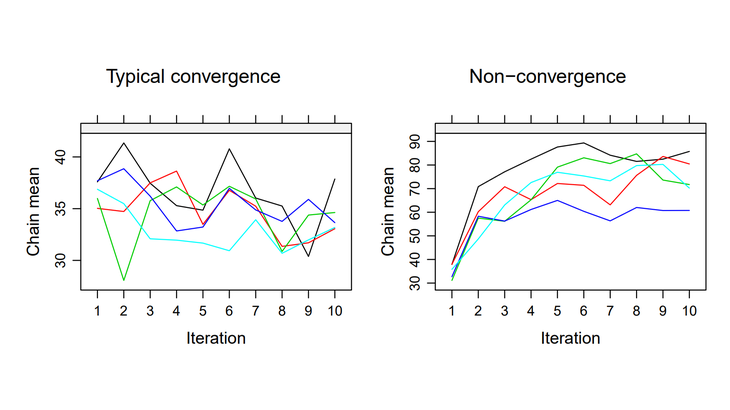 Typical convergence
Chain mean
40
35
30
1 2 3 4 5 6 7 8 9 10
Iteration
Non−convergence
Chain mean
90
80
70
60
50
40
30
1 2 3 4 5 6 7 8 9 10
Iteration